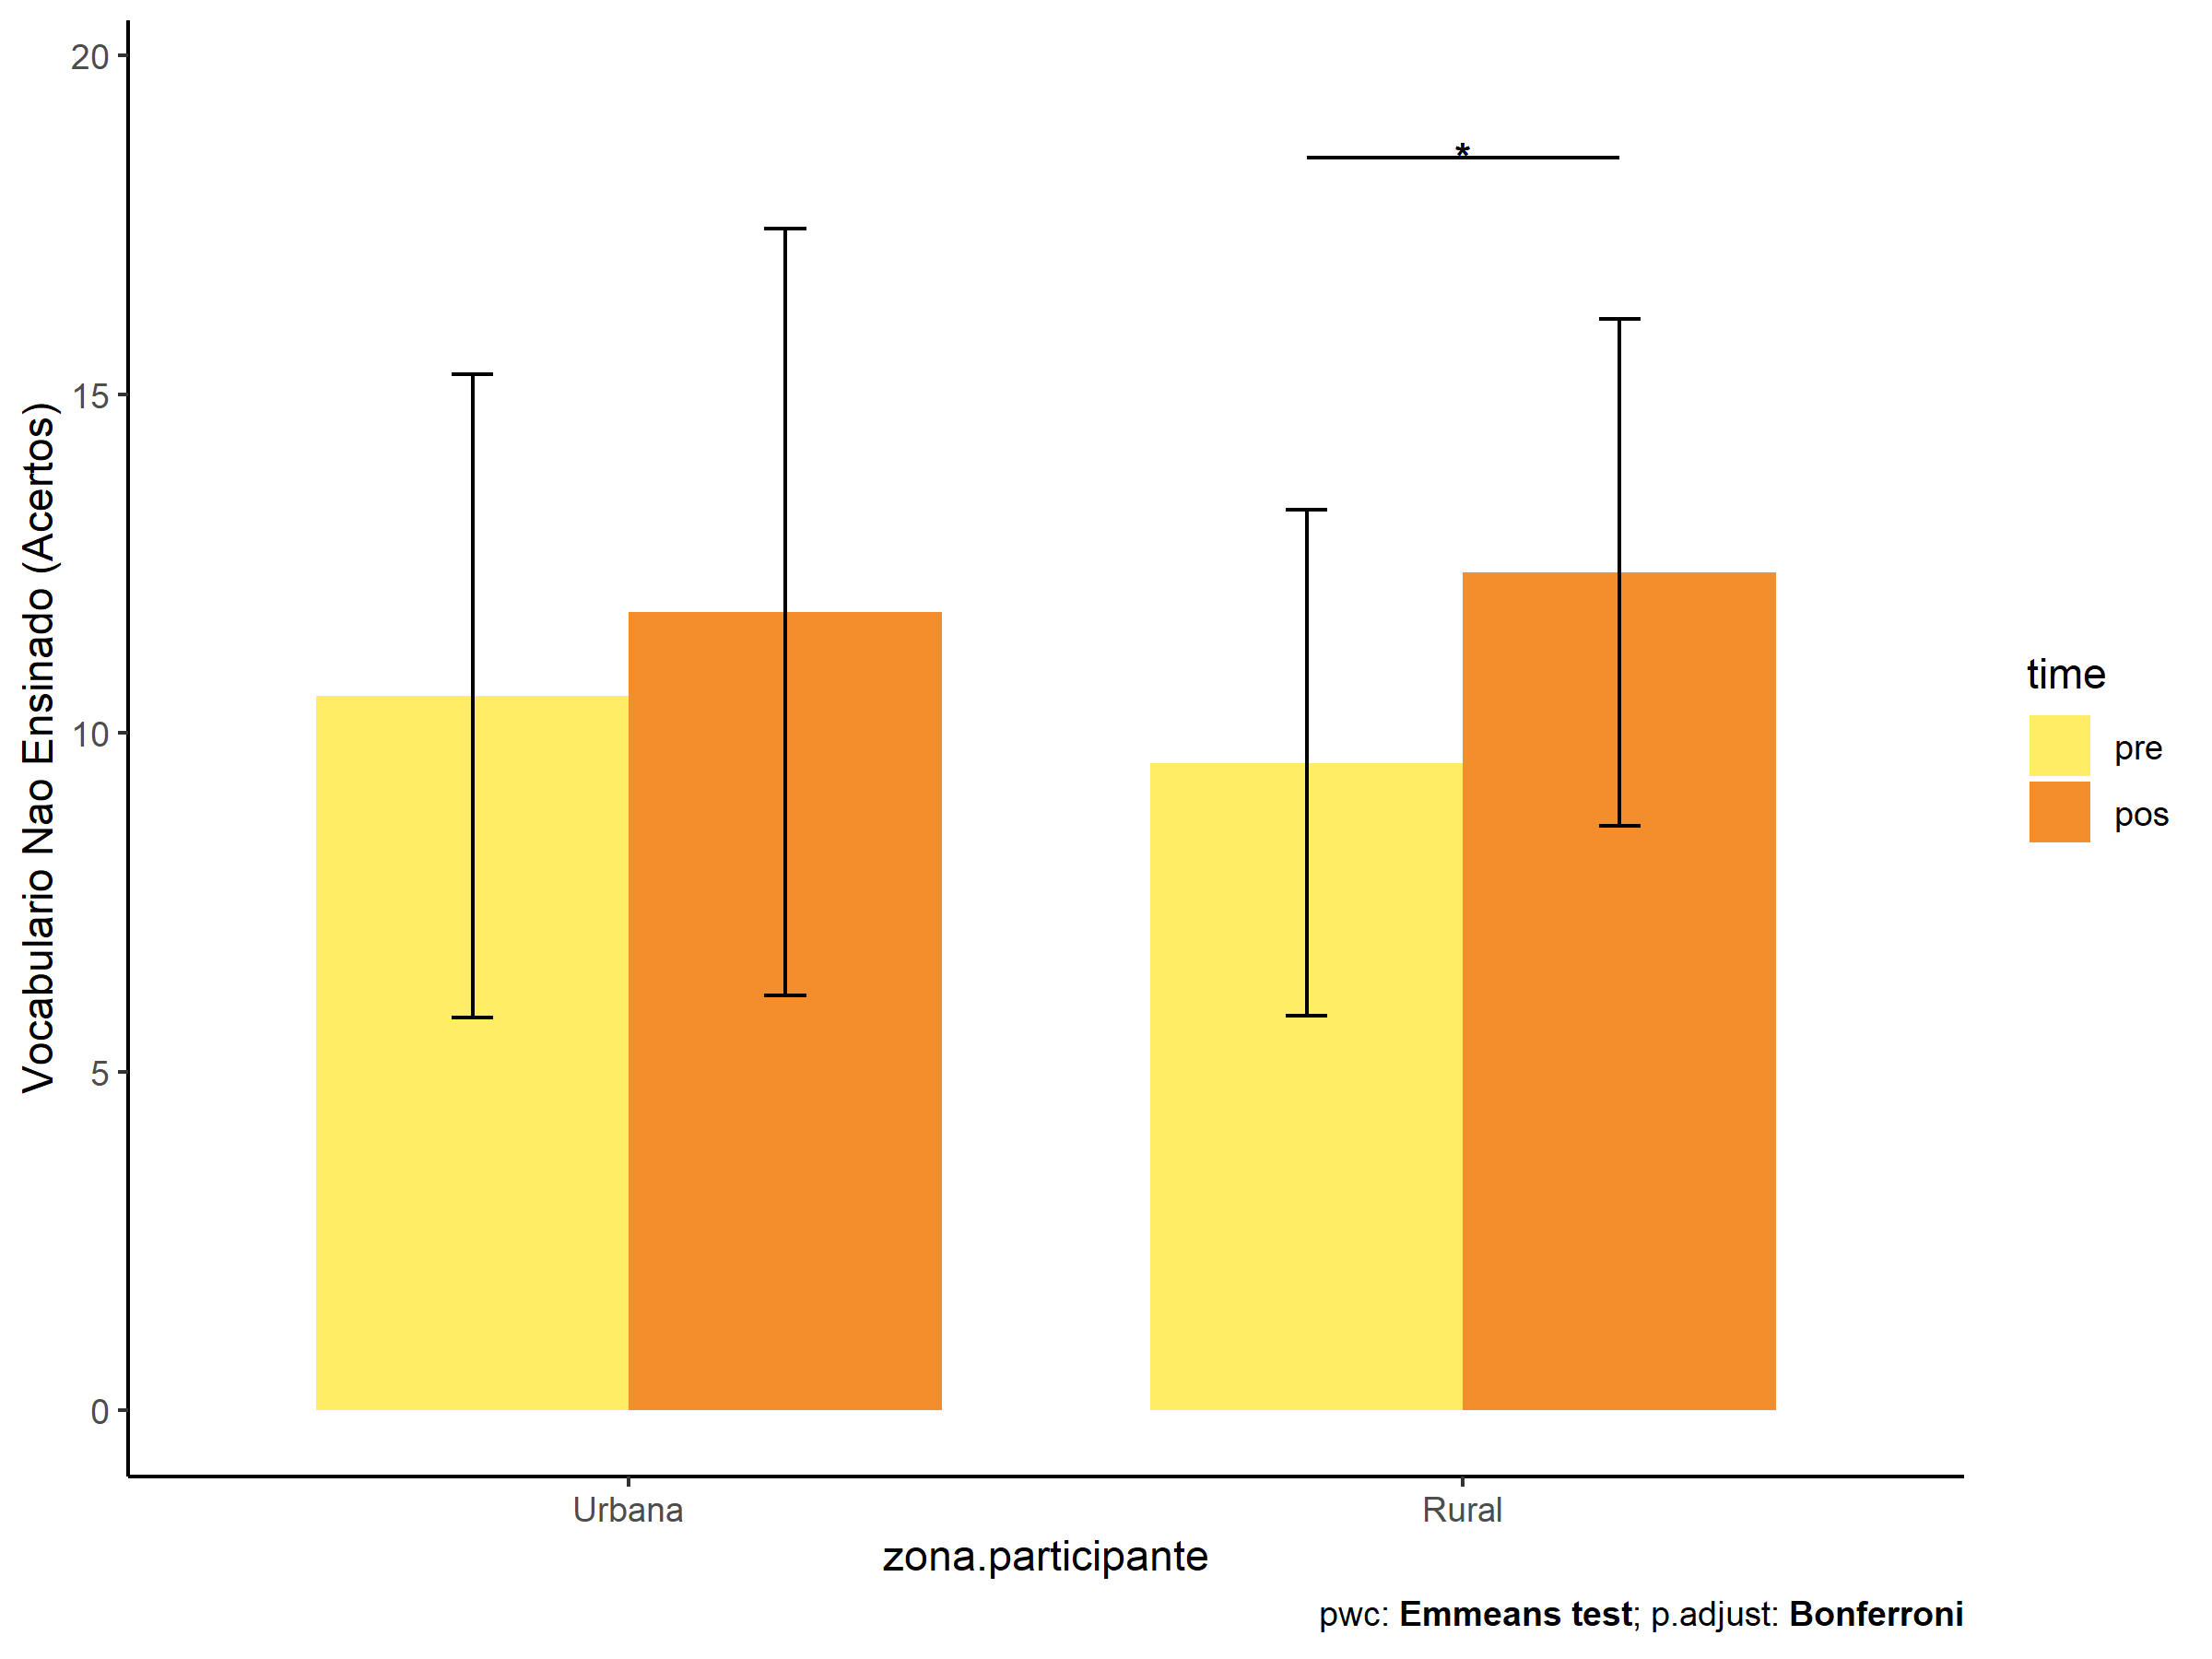 20
15
10
5
0
Vocabulario Nao Ensinado (Acertos)
*
Urbana
Rural
zona.participante
time
pre
pos
pwc: Emmeans test; p.adjust: Bonferroni